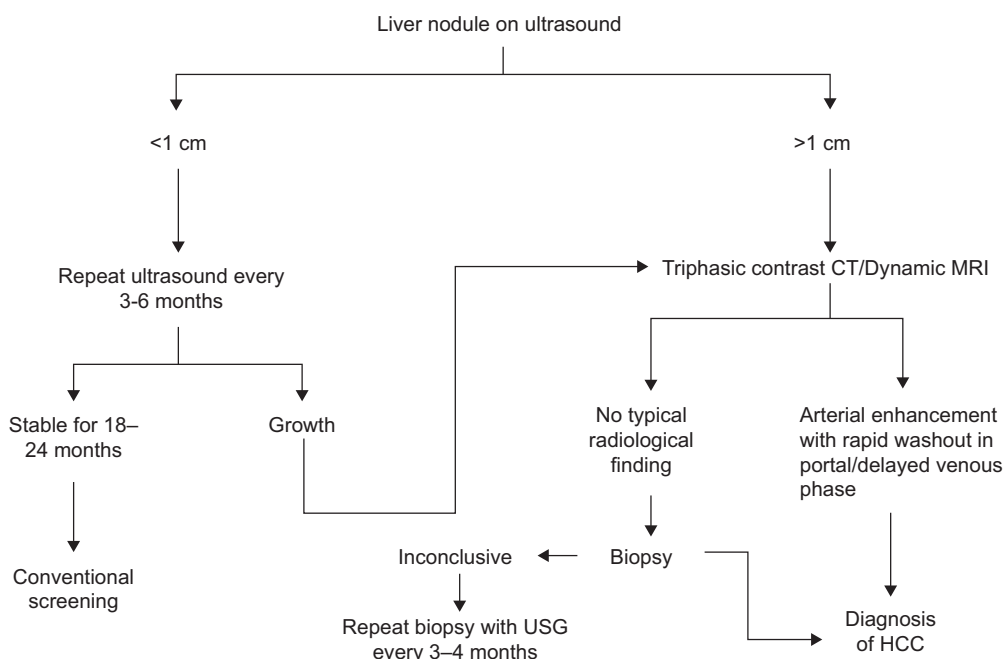 Liver nodule on ultrasound
<1 cm
>1 cm
Repeat ultrasound every
3-6 months
Triphasic contrast CT/Dynamic MRI
Stable for 18–
24 months
Growth
No typical
radiological
finding
Arterial enhancement
with rapid washout in
portal/delayed venous
phase
Conventional
screening
Inconclusive
Biopsy
Repeat biopsy with USG
every 3–4 months
Diagnosis
of HCC